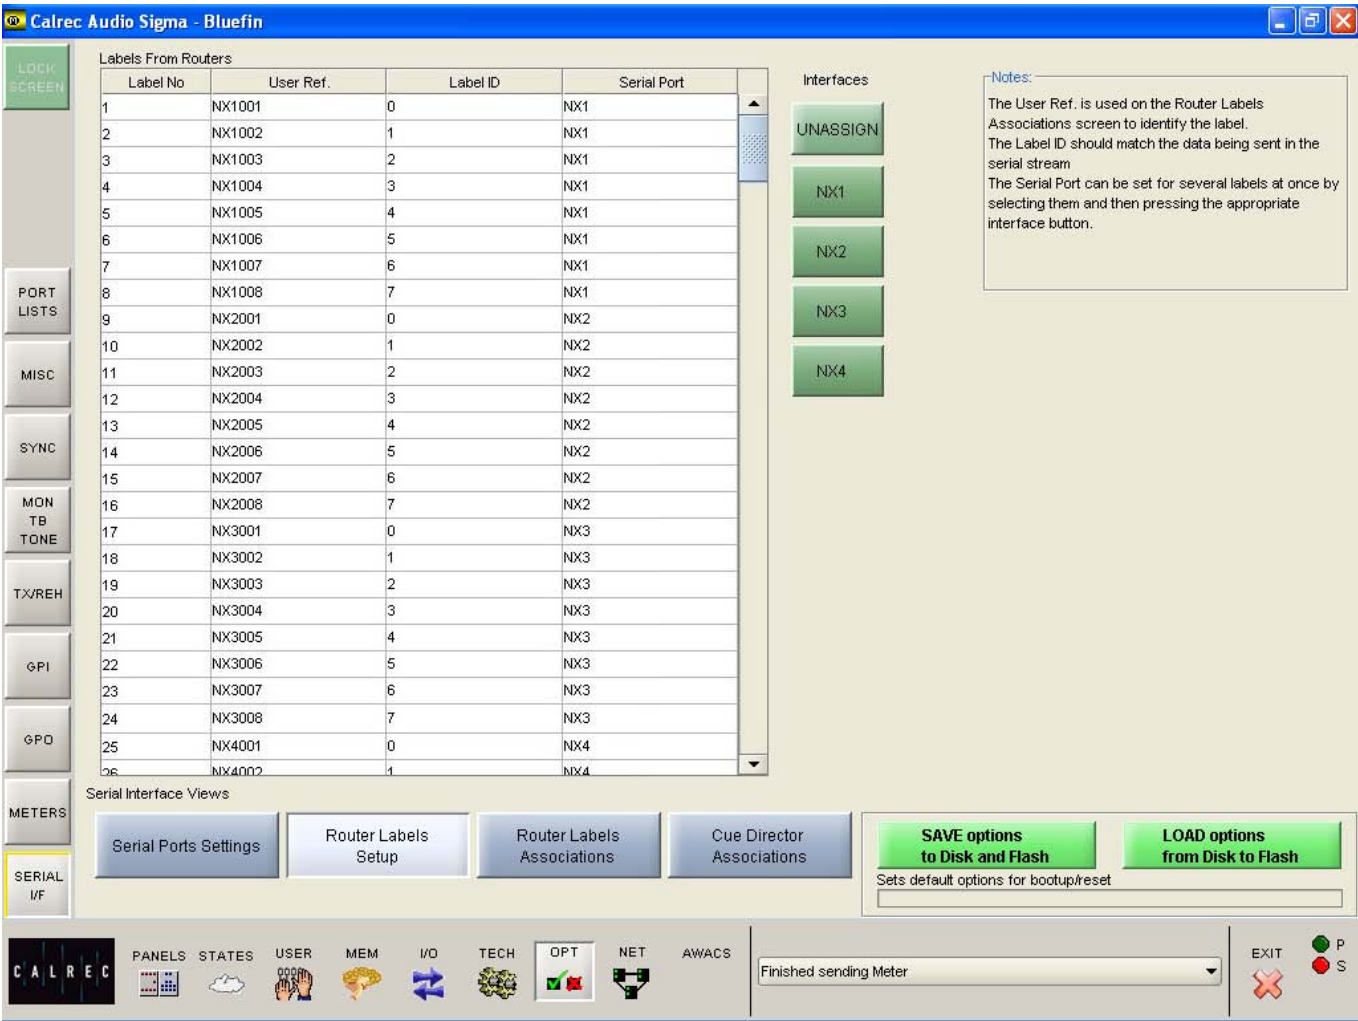 Calrec Audio Sigma - Bluefin
LOCK
SCREEN
Labels From Routers
Label No User Ref. Label ID Serial Port
1 NX1001 0 NX1
2 NX1002 1 NX1
3 NX1003 2 NX1
4 NX1004 3 NX1
5 NX1005 4 NX1
6 NX1006 5 NX1
7 NX1007 6 NX1
8 NX1008 7 NX1
9 NX2001 0 NX2
10 NX2002 1 NX2
11 NX2003 2 NX2
12 NX2004 3 NX2
13 NX2005 4 NX2
14 NX2006 5 NX2
15 NX2007 6 NX2
16 NX2008 7 NX2
17 NX3001 0 NX3
18 NX3002 1 NX3
19 NX3003 2 NX3
20 NX3004 3 NX3
21 NX3005 4 NX3
22 NX3006 5 NX3
23 NX3007 6 NX3
24 NX3008 7 NX3
25 NX4001 0 NX4
26 NX4002 1 NX4
Interfaces
UNASSIGN
NX1
NX2
NX3
NX4
Notes:
The User Ref. is used on the Router Labels
Associations screen to identify the label.
The Label ID should match the data being sent in the
serial stream
The Serial Port can be set for several labels at once by
selecting them and then pressing the appropriate
interface button.
PORT
LISTS
MISC
SYNC
MON
TB
TONE
TX/REH
GPI
GPO
METERS
SERIAL
I/F
Serial Interface Views
Serial Ports Settings
Router Labels
Setup
Router Labels
Associations
Cue Director
Associations
SAVE options
to Disk and Flash
LOAD options
from Disk to Flash
Sets default options for bootup/reset
CALREC
PANELS STATES USER MEM I/O TECH OPT NET AWACS
Finished sending Meter
EXIT
P
S